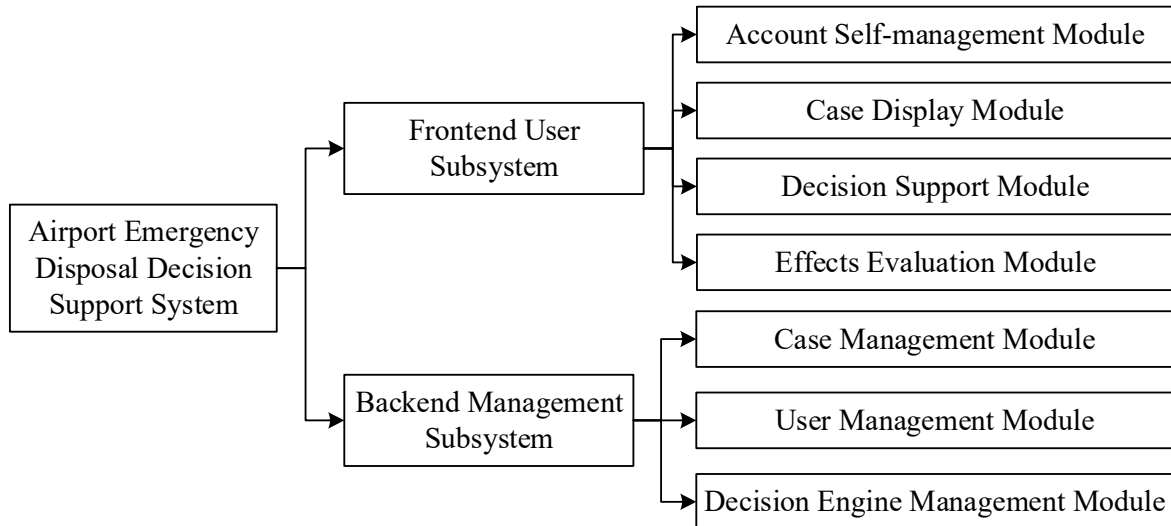 Airport Emergency
Disposal Decision
Support System
Frontend User
Subsystem
Backend Management
Subsystem
Account Self-management Module
Case Display Module
Decision Support Module
Effects Evaluation Module
Case Management Module
User Management Module
Decision Engine Management Module